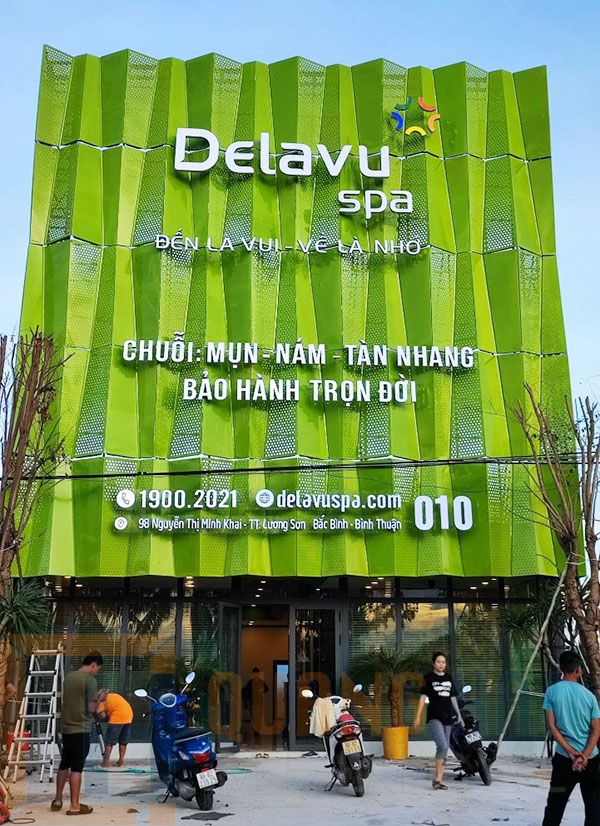 Delavu
spa
ĐẾN LÀ VUI - VỀ LÀ NHỚ
CHUỖI: MỤN - NÁM - TÀN NHANG
BẢO HÀNH TRỌN ĐỜI
1900.2021 delavuspa.com 010
98 Nguyễn Thị Minh Khai - TT. Lương Sơn Bắc Bình - Bình Thuận
QUANG